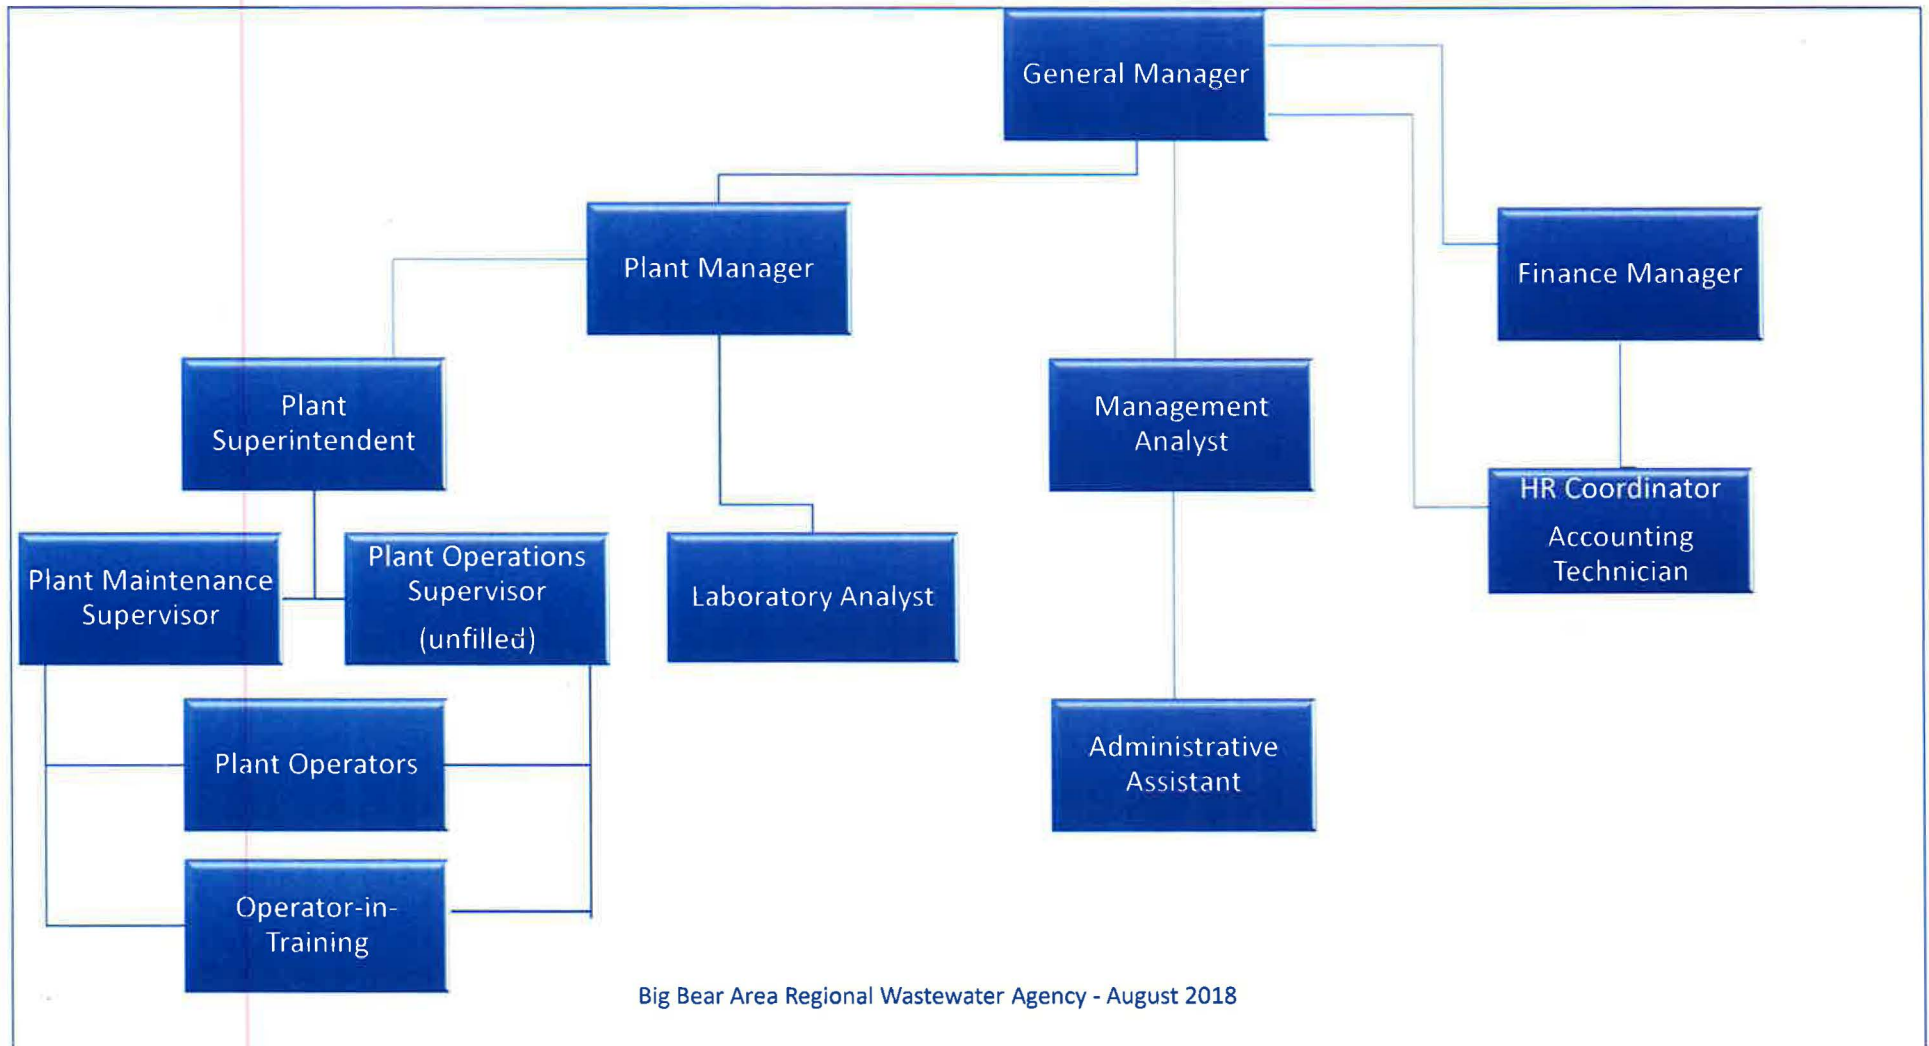 General Manager
Plant Manager
Finance Manager
Plant
Superintendent
Management
Analyst
HR Coordinator
Accounting
Technician
Plant Maintenance
Supervisor
Plant Operations
Supervisor
(unfilled)
Laboratory Analyst
Plant Operators
Administrative
Assistant
Operator-in-
Training
Big Bear Area Regional Wastewater Agency - August 2018